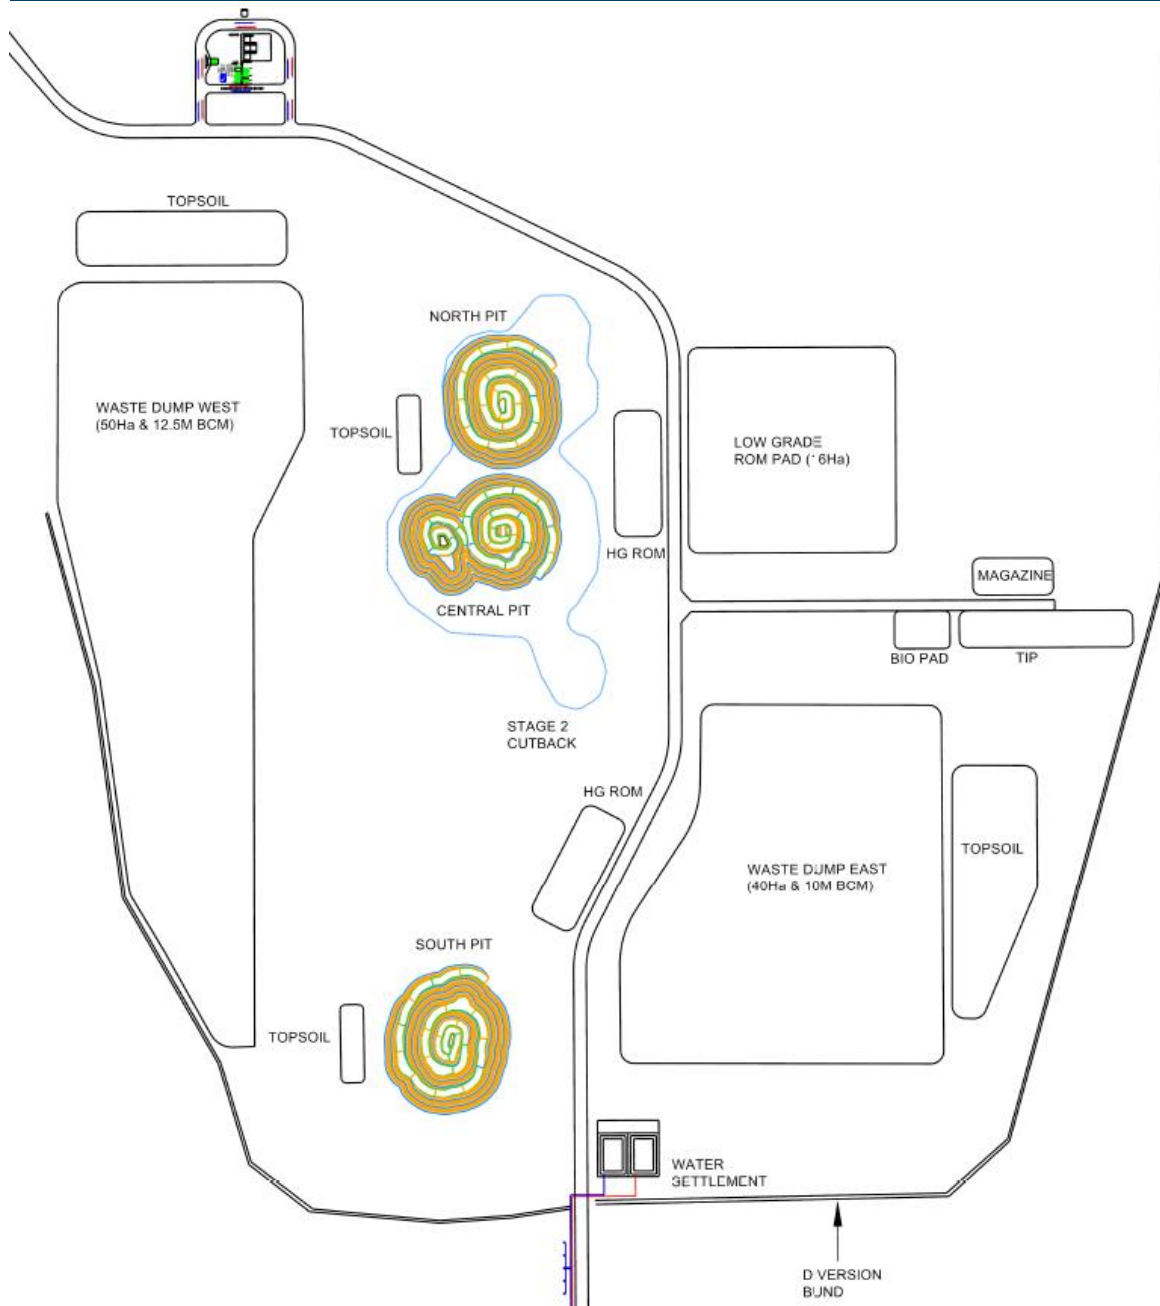 TOPSOIL
NORTH PIT
WASTE DUMP WEST
(50Ha & 12.5M BCM)
TOPSOIL
LOW GRADE
ROM PAD (16Ha)
HG ROM
MAGAZINE
CENTRAL PIT
BIO PAD
TIP
STAGE 2
CUTBACK
HG ROM
TOPSOIL
WASTE DUMP EAST
(40Ha & 10M BCM)
SOUTH PIT
TOPSOIL
WATER
SETTLEMENT
D VERSION
BUND